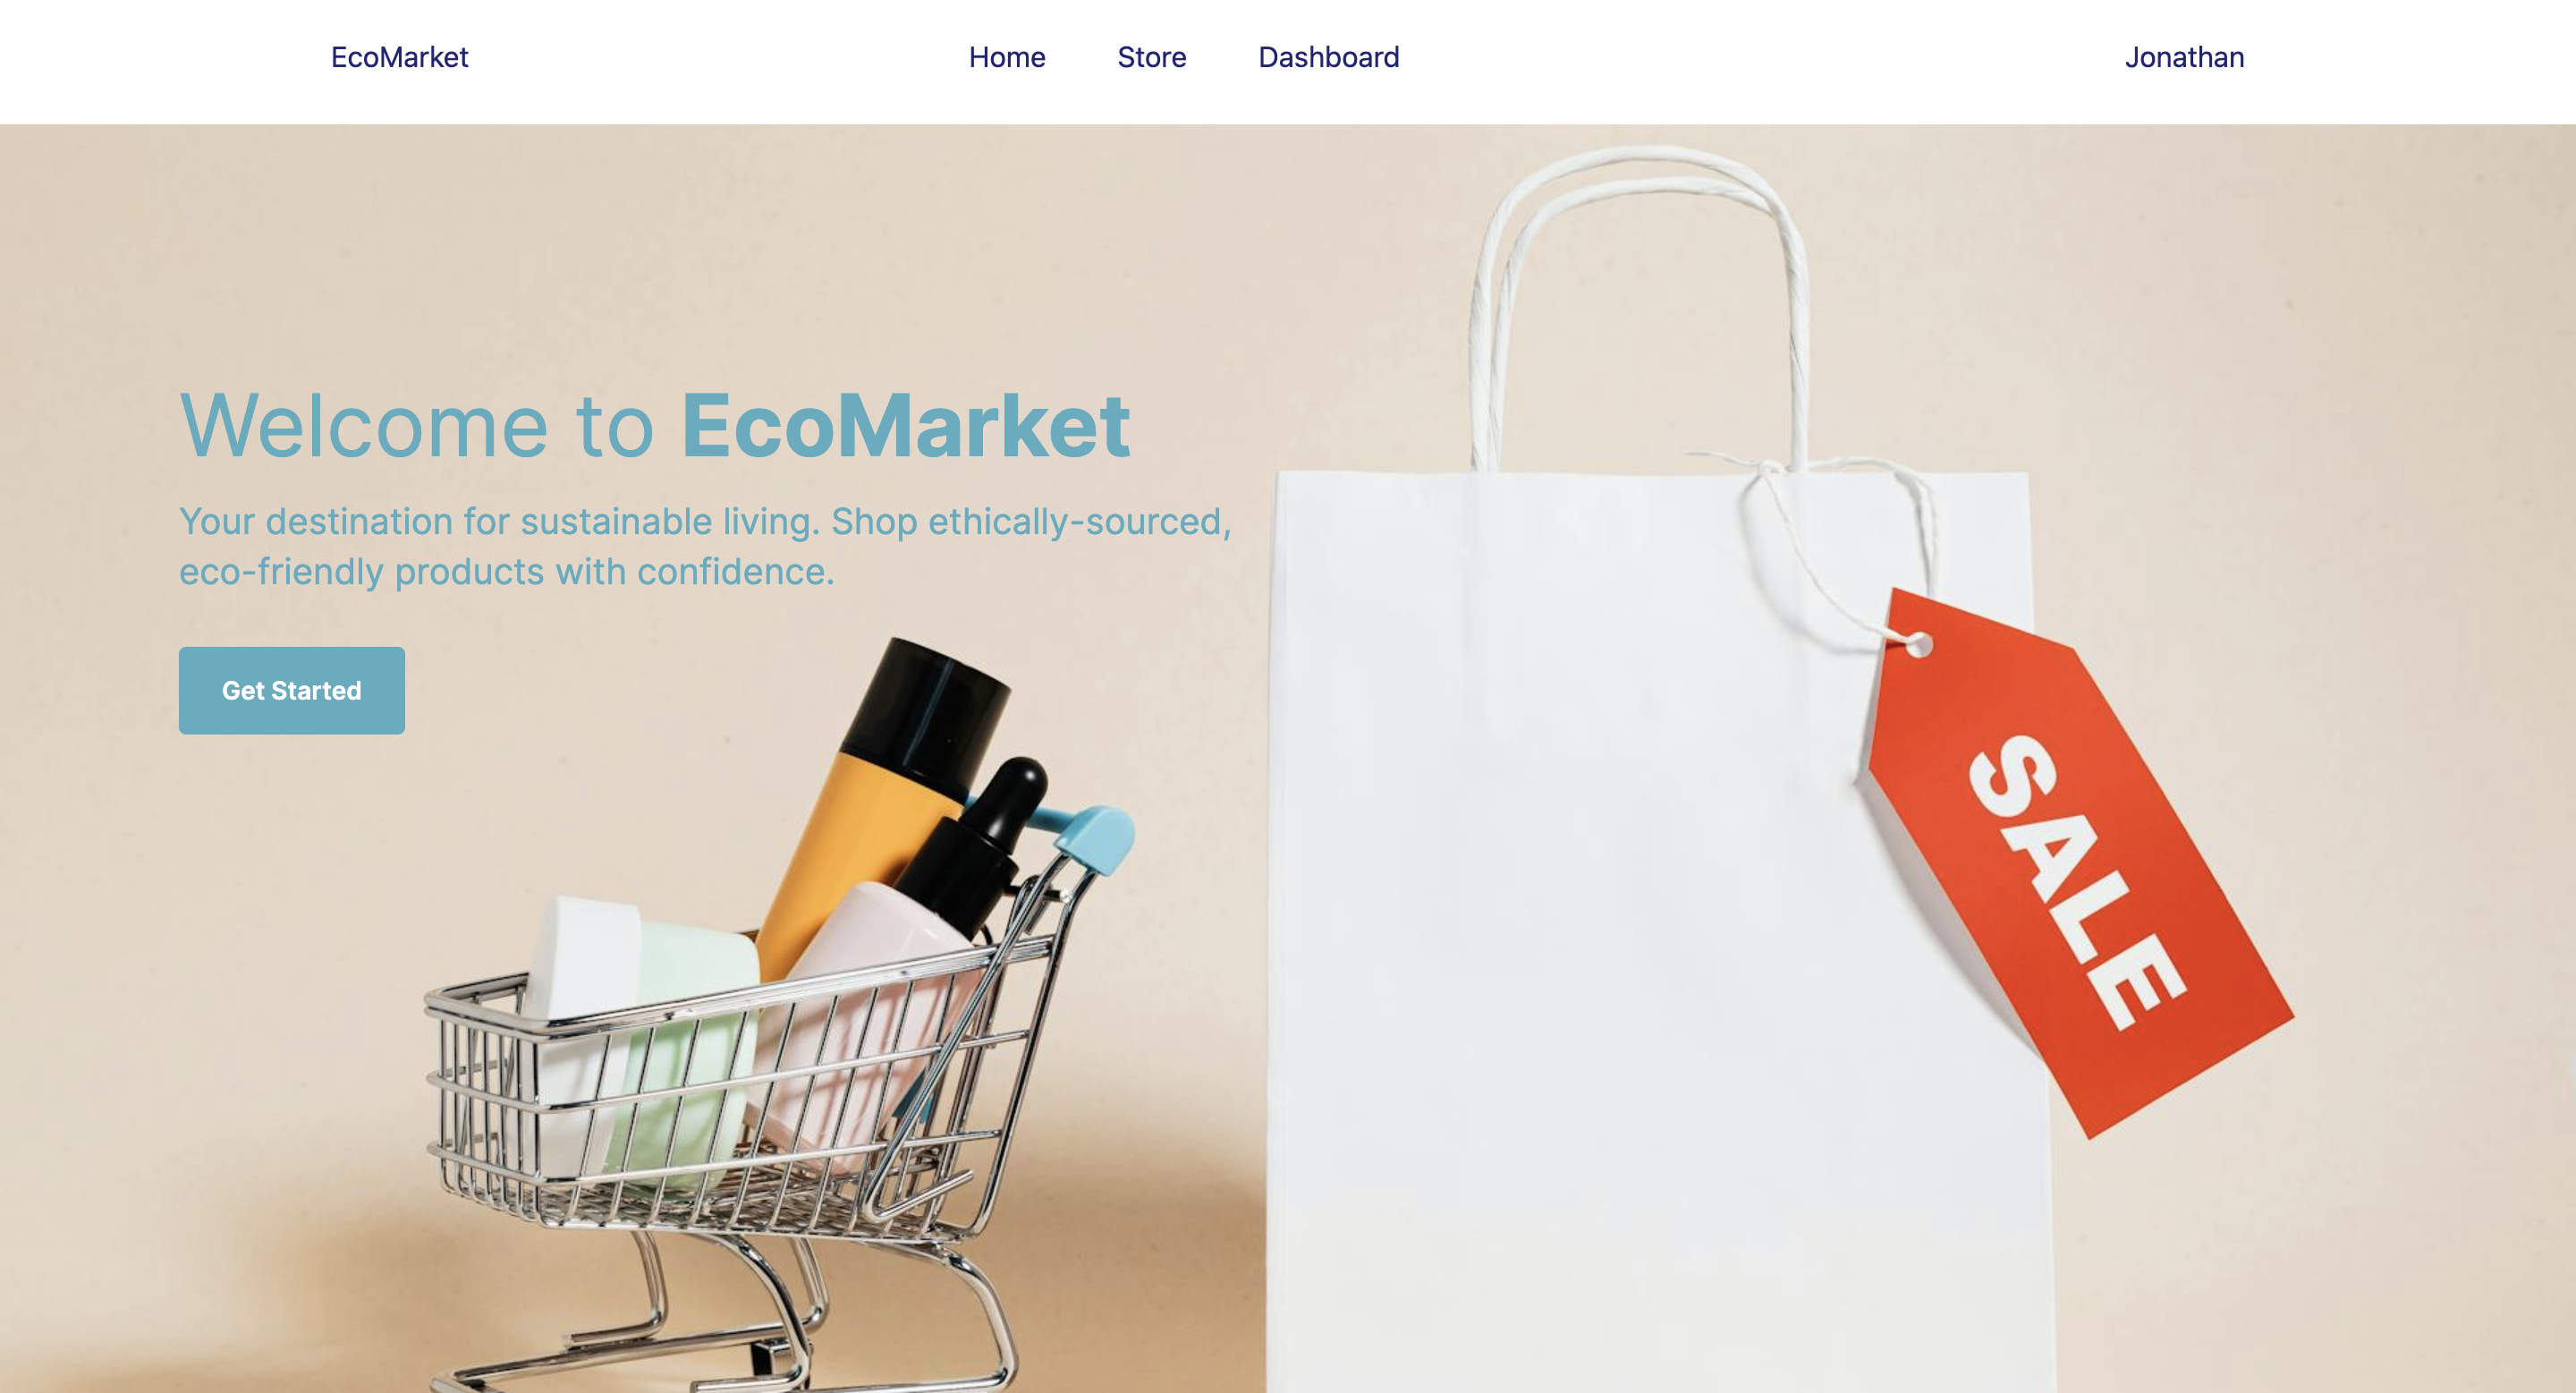 EcoMarket
Home Store Dashboard
Jonathan
Welcome to EcoMarket
Your destination for sustainable living. Shop ethically-sourced,
eco-friendly products with confidence.
Get Started
SALE